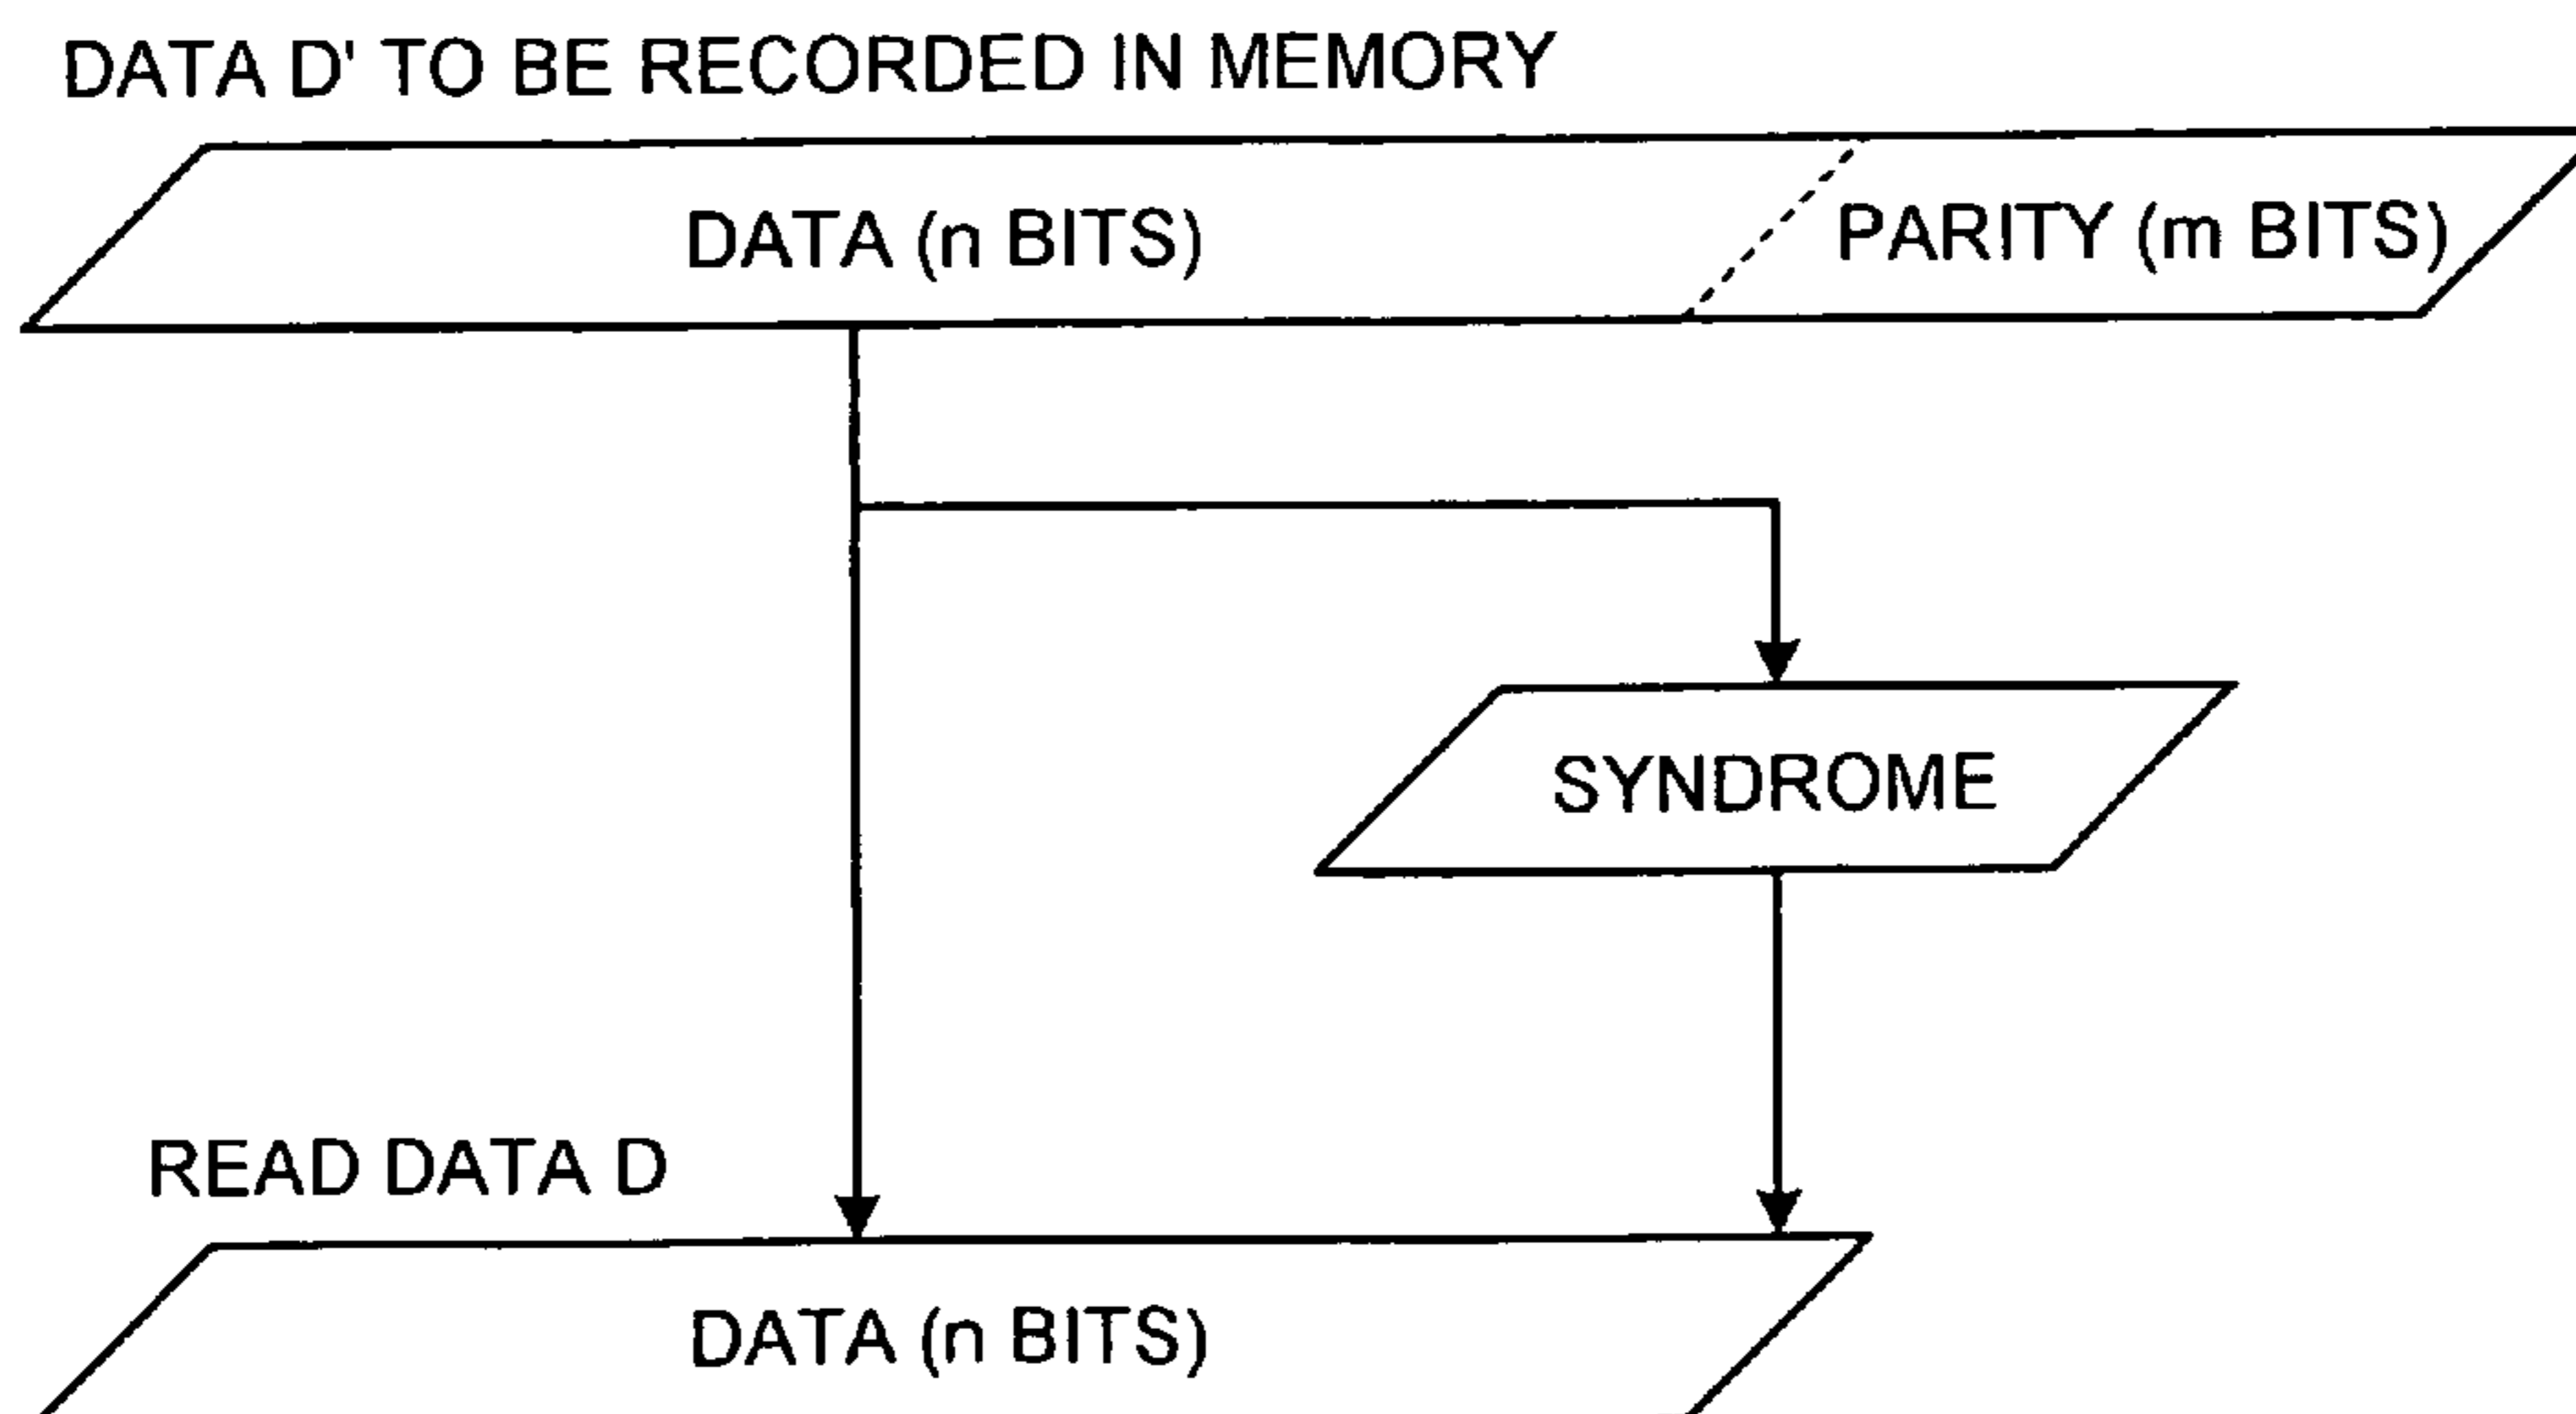 DATA D' TO BE RECORDED IN MEMORY
DATA (n BITS) PARITY (m BITS)
SYNDROME
READ DATA D
DATA (n BITS)